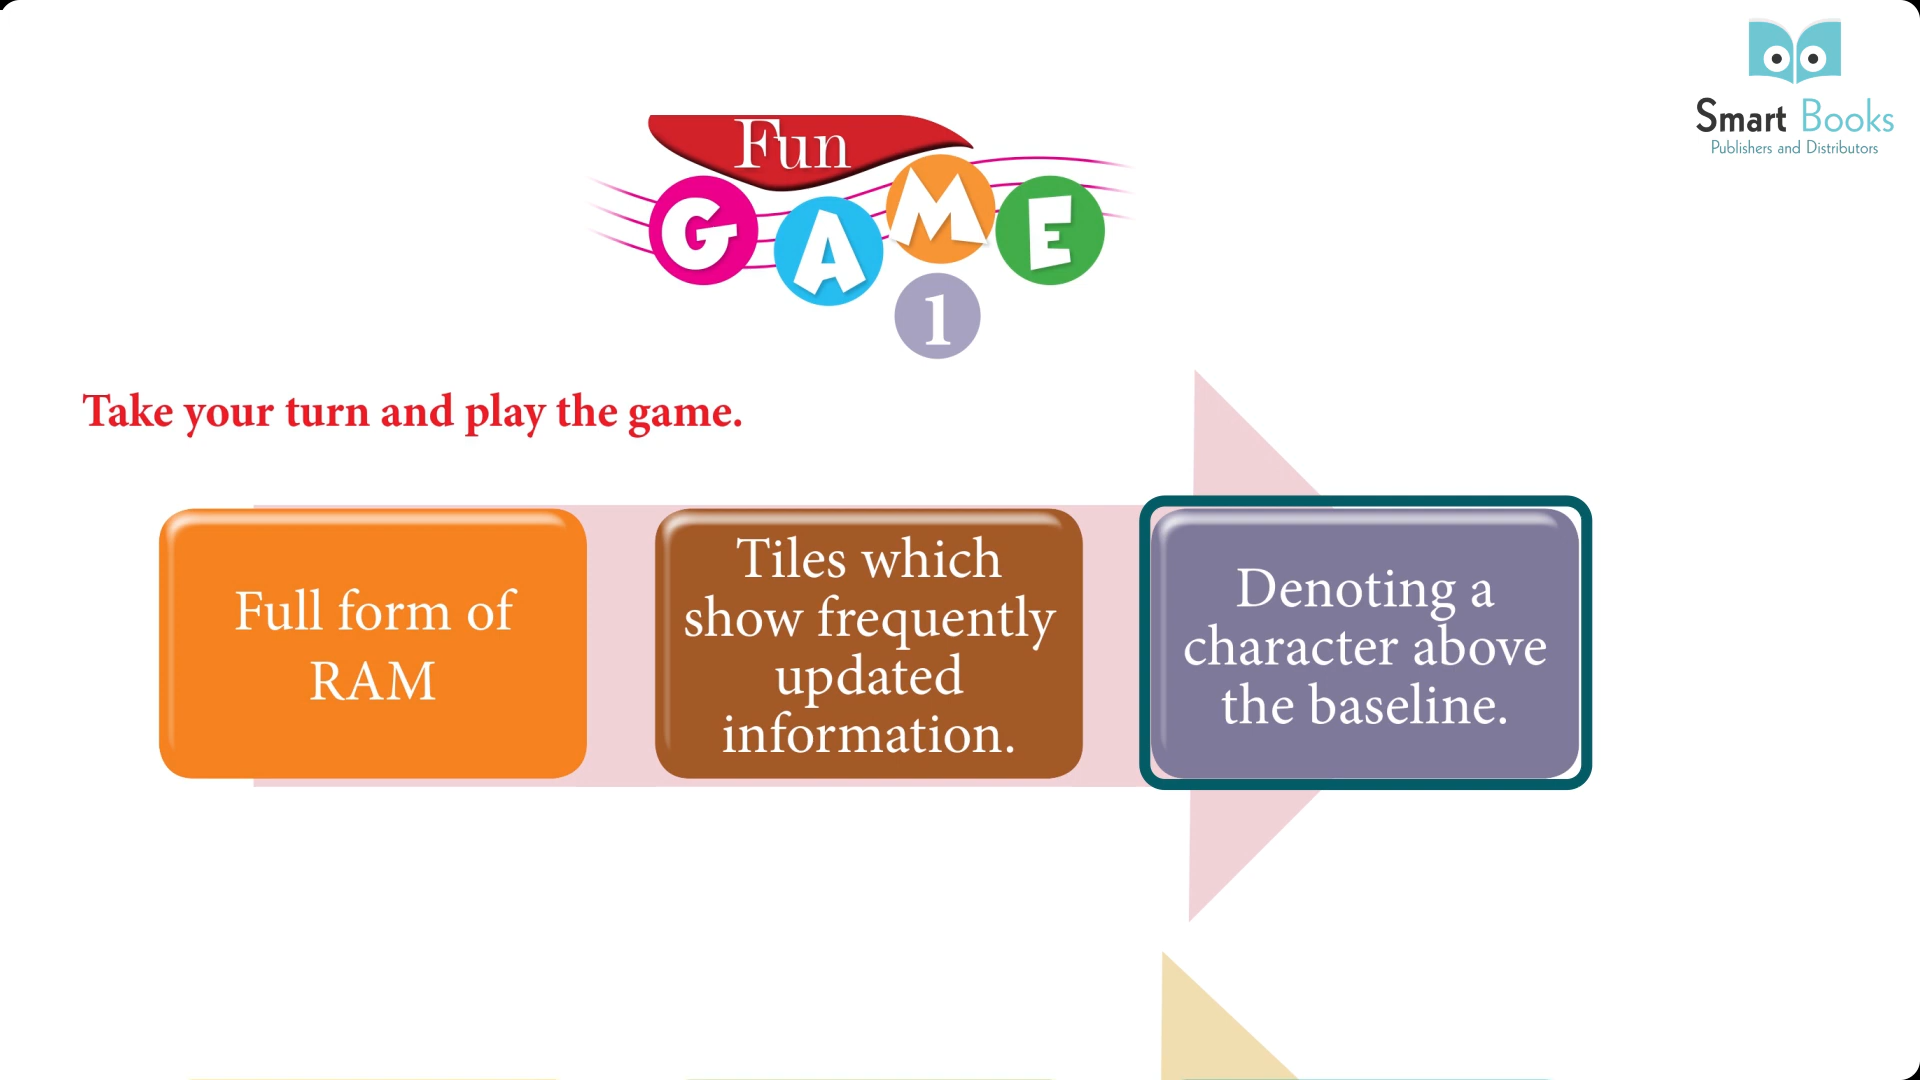 Smart Books
Publishers and Distributors
Fun
GAME
1
Take your turn and play the game.
Full form of
RAM
Tiles which
show frequently
updated
information.
Denoting a
character above
the baseline.